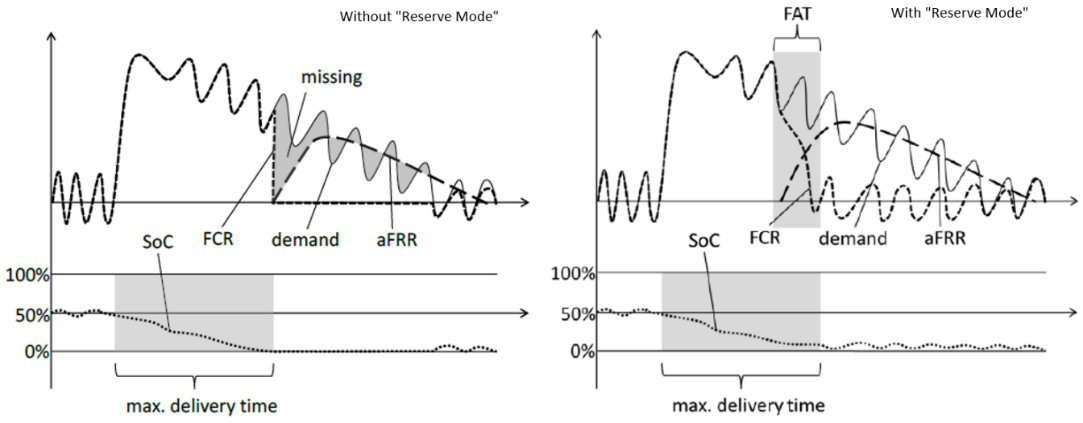 Without "Reserve Mode"
missing
SoC
FCR
demand
aFRR
100%
50%
0%
max. delivery time
With "Reserve Mode"
FAT
SoC
FCR
demand
aFRR
100%
50%
0%
max. delivery time